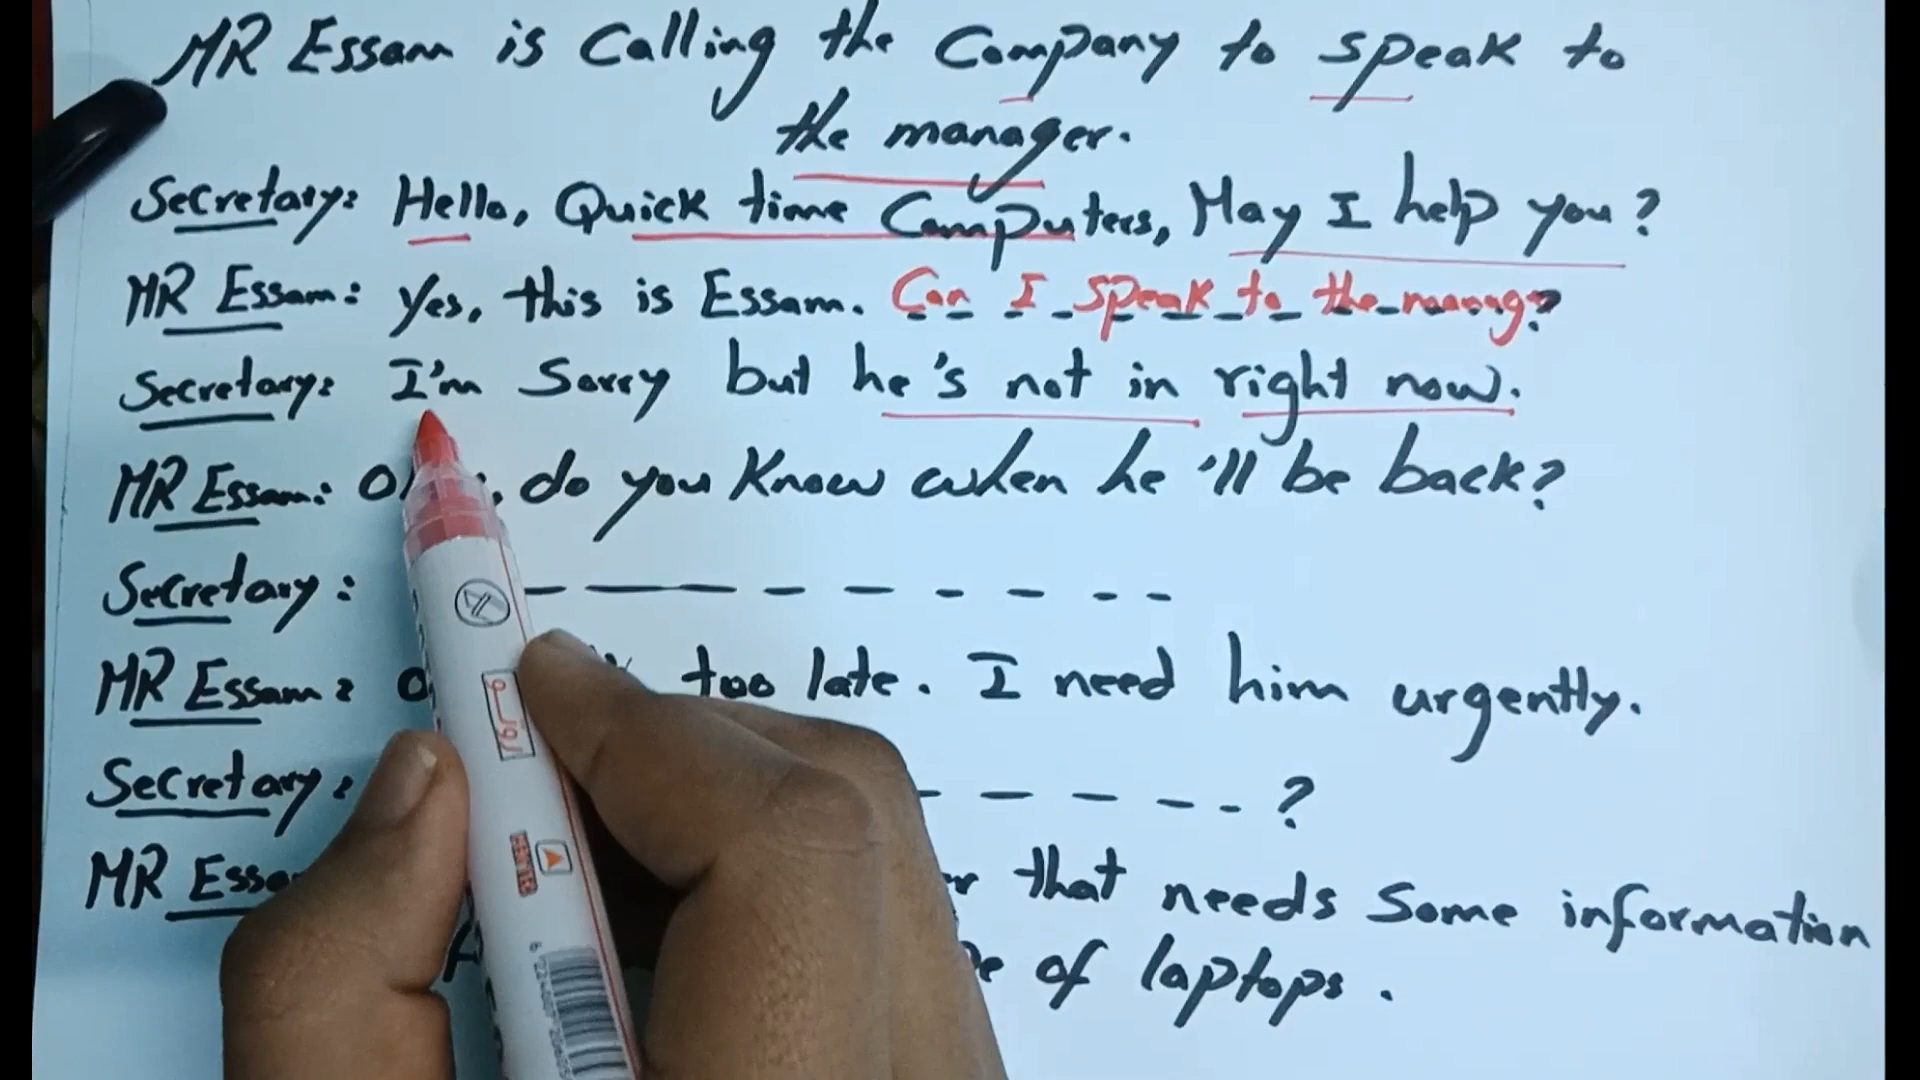 MR Essam is Calling the Company to speak to
the manager.
Secretary: Hello, Quick time Computers, May I help you?
MR Essam: Yes, this is Essam. Can I speak to the manag?
Secretary: I'm Sorry but he's not in right now.
MR Essam: do you Know when he 'll be back?
Secretary:
MR Essam: too late. I need him urgently.
Secretary: ?
MR that needs Some information
of laptops.